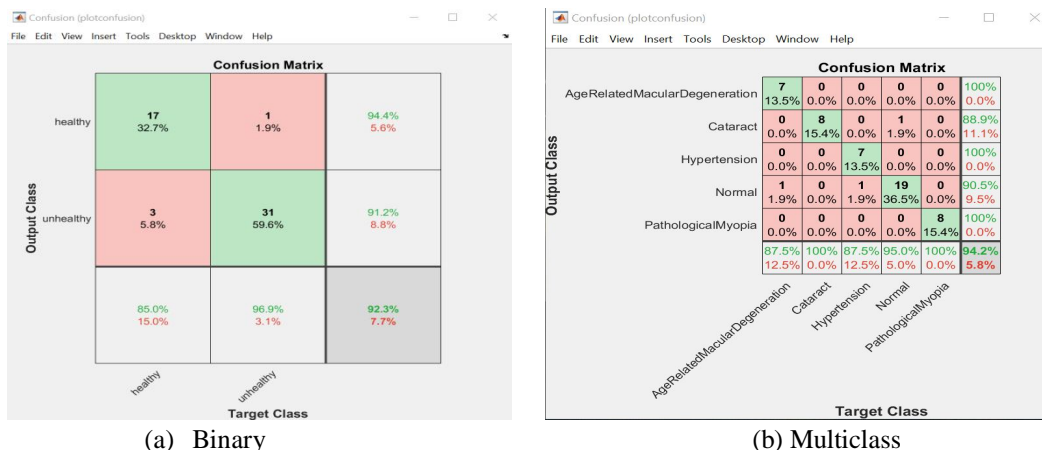 Confusion (plotconfusion)
File Edit View Insert Tools Desktop Window Help
Confusion Matrix
healthy
17
32.7%
1
1.9%
94.4%
5.6%
unhealthy
3
5.8%
31
59.6%
91.2%
8.8%
85.0%
15.0%
96.9%
3.1%
92.3%
7.7%
Output Class
healthy
unhealthy
Target Class
(a) Binary
Confusion (plotconfusion)
File Edit View Insert Tools Desktop Window Help
Confusion Matrix
AgeRelatedMacularDegeneration
7 0 0 0 0 100%
13.5% 0.0% 0.0% 0.0% 0.0% 0.0%
Cataract
0 8 0 1 0 88.9%
0.0% 15.4% 0.0% 1.9% 0.0% 11.1%
Hypertension
0 0 7 0 0 100%
0.0% 0.0% 13.5% 0.0% 0.0% 0.0%
Normal
1 0 1 19 0 90.5%
1.9% 0.0% 1.9% 36.5% 0.0% 9.5%
PathologicalMyopia
0 0 0 0 8 100%
0.0% 0.0% 0.0% 0.0% 15.4% 0.0%
87.5% 100% 87.5% 95.0% 100% 94.2%
12.5% 0.0% 12.5% 5.0% 0.0% 5.8%
Output Class
AgeRelatedMacularDegeneration
Cataract
Hypertension
Normal
PathologicalMyopia
Target Class
(b) Multiclass